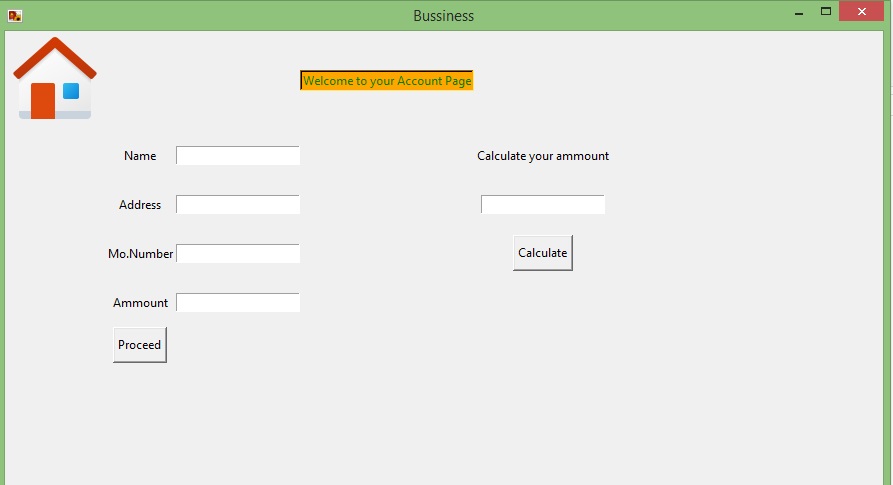 Bussiness
Welcome to your Account Page
Name
Calculate your ammount
Address
Mo.Number
Calculate
Ammount
Proceed